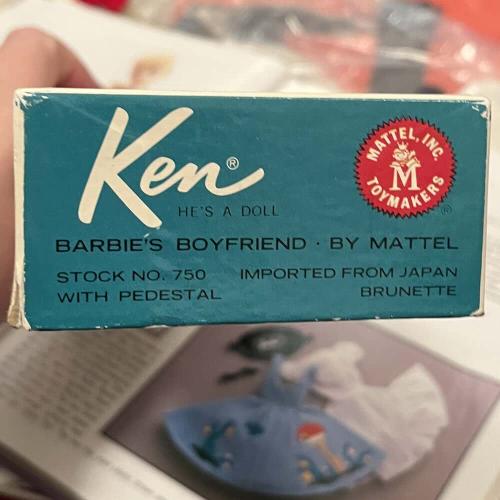 Ken®
HE'S A DOLL
MATTEL, INC.
M
TOYMAKERS
®
BARBIE'S BOYFRIEND · BY MATTEL
STOCK NO. 750 IMPORTED FROM JAPAN
WITH PEDESTAL BRUNETTE